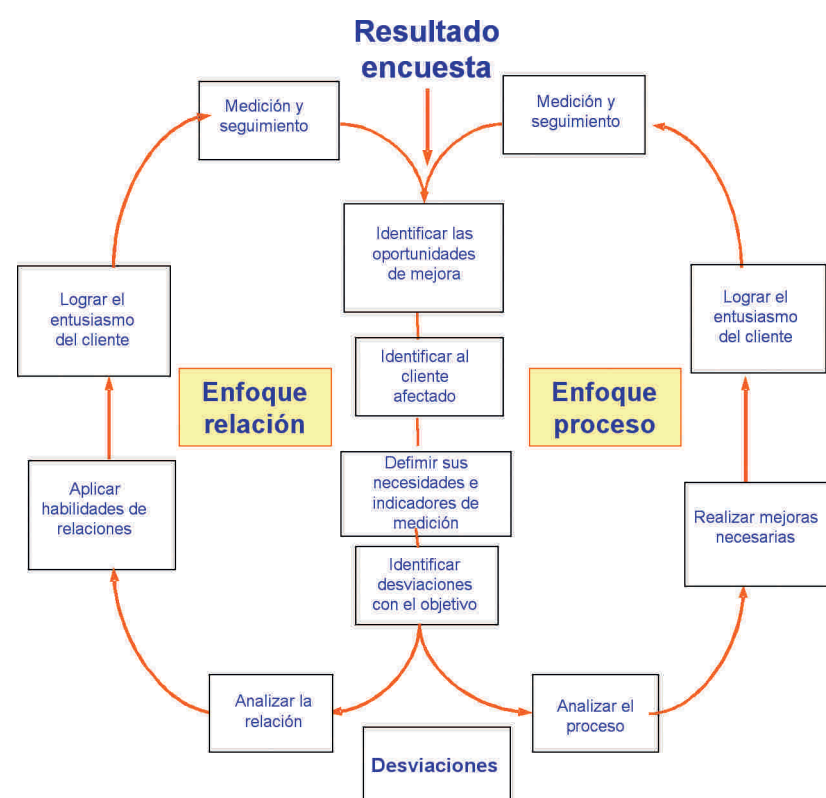 Resultado
encuesta
Medición y
seguimiento
Medición y
seguimiento
Identificar las
oportunidades
de mejora
Lograr el
entusiasmo
del cliente
Lograr el
entusiasmo
del cliente
Identificar al
cliente
afectado
Enfoque
relación
Enfoque
proceso
Defimir sus
necesidades e
indicadores de
medición
Aplicar
habilidades de
relaciones
Realizar mejoras
necesarias
Identificar
desviaciones
con el objetivo
Analizar la
relación
Analizar el
proceso
Desviaciones